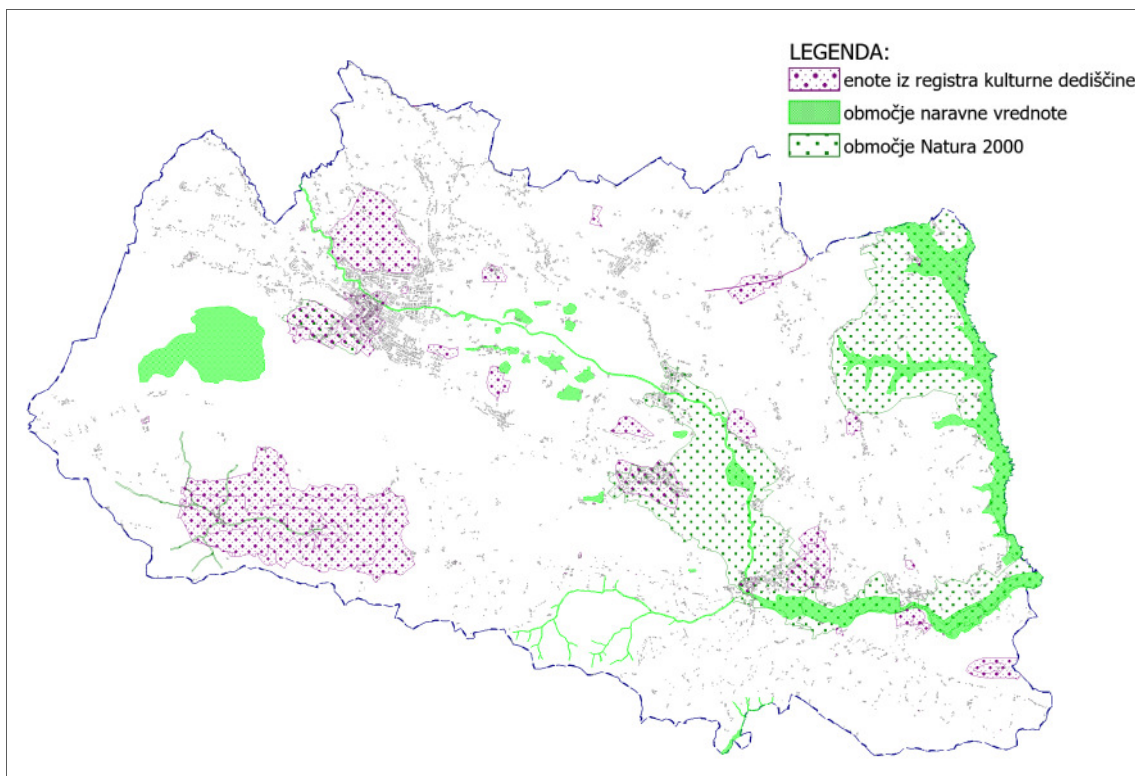 LEGENDA:
enote iz registra kulturne dediščine
območje naravne vrednote
območje Natura 2000